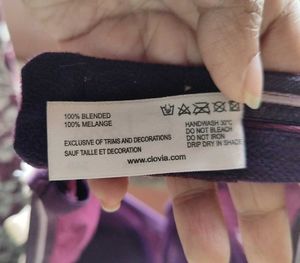 100% BLENDED
100% MELANGE
HANDWASH 30°C
DO NOT BLEACH
DO NOT IRON
DRIP DRY IN SHADE
EXCLUSIVE OF TRIMS AND DECORATIONS
SAUF TAILLE ET DECORATION
www.clovia.com